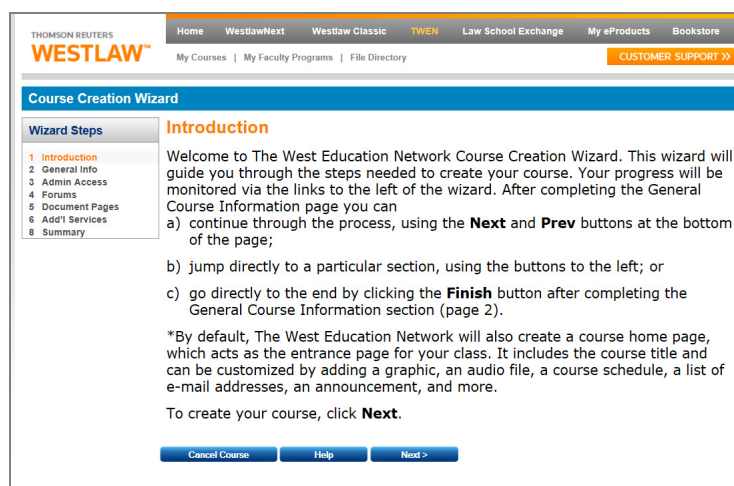 THOMSON REUTERS
WESTLAW™
Home WestlawNext Westlaw Classic TWEN Law School Exchange My eProducts Bookstore
My Courses | My Faculty Programs | File Directory
CUSTOMER SUPPORT »
Course Creation Wizard
Wizard Steps
1 Introduction
2 General Info
3 Admin Access
4 Forums
5 Document Pages
6 Add'l Services
8 Summary
Introduction
Welcome to The West Education Network Course Creation Wizard. This wizard will
guide you through the steps needed to create your course. Your progress will be
monitored via the links to the left of the wizard. After completing the General
Course Information page you can
a) continue through the process, using the Next and Prev buttons at the bottom
of the page;
b) jump directly to a particular section, using the buttons to the left; or
c) go directly to the end by clicking the Finish button after completing the
General Course Information section (page 2).
*By default, The West Education Network will also create a course home page,
which acts as the entrance page for your class. It includes the course title and
can be customized by adding a graphic, an audio file, a course schedule, a list of
e-mail addresses, an announcement, and more.
To create your course, click Next.
Cancel Course Help Next >